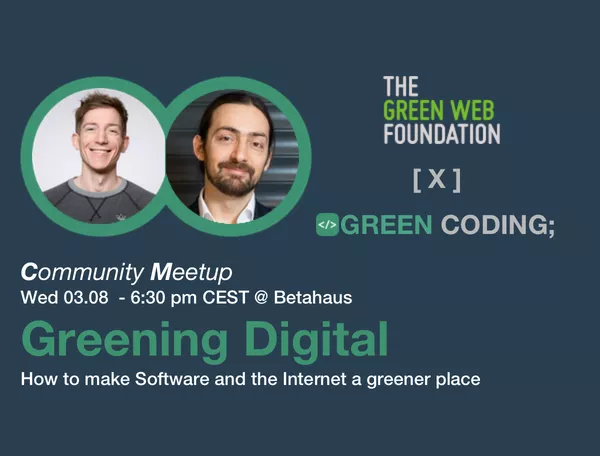 THE
GREEN WEB
FOUNDATION
[ X ]
</> GREEN CODING;
Community Meetup
Wed 03.08 - 6:30 pm CEST @ Betahaus
Greening Digital
How to make Software and the Internet a greener place